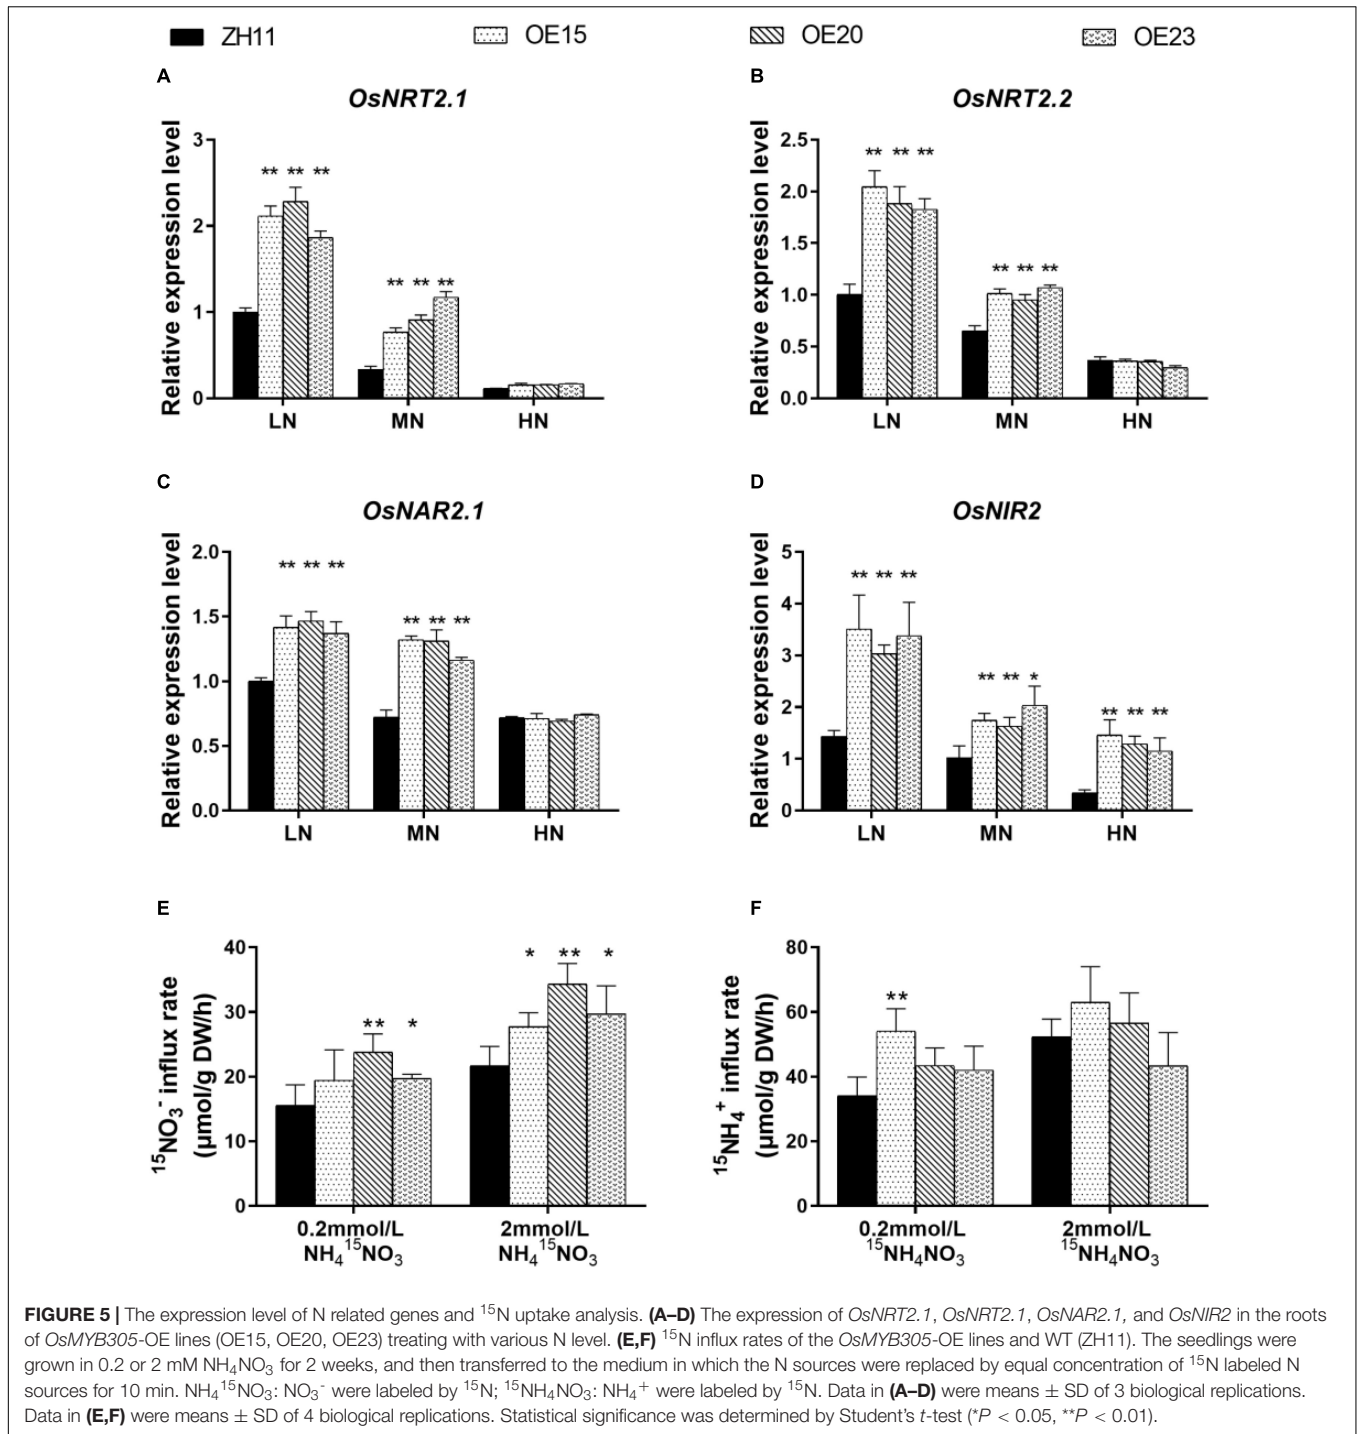 ZH11 OE15 OE20 OE23
A
OsNRT2.1
Relative expression level
3
2
1
0
** ** **
** ** **
LN MN HN
B
OsNRT2.2
Relative expression level
2.5
2.0
1.5
1.0
0.5
0.0
** ** **
** ** **
LN MN HN
C
OsNAR2.1
Relative expression level
2.0
1.5
1.0
0.5
0.0
** ** **
** ** **
LN MN HN
D
OsNIR2
Relative expression level
5
4
3
2
1
0
** ** **
** ** *
** ** **
LN MN HN
E
¹⁵NO₃⁻ influx rate
(µmol/g DW/h)
40
30
20
10
0
** *
* ** *
0.2mmol/L 2mmol/L
NH₄¹⁵NO₃ NH₄¹⁵NO₃
F
¹⁵NH₄⁺ influx rate
(µmol/g DW/h)
80
60
40
20
0
**
0.2mmol/L 2mmol/L
¹⁵NH₄NO₃ ¹⁵NH₄NO₃
FIGURE 5 | The expression level of N related genes and ¹⁵N uptake analysis. (A–D) The expression of OsNRT2.1, OsNRT2.1, OsNAR2.1, and OsNIR2 in the roots
of OsMYB305-OE lines (OE15, OE20, OE23) treating with various N level. (E,F) ¹⁵N influx rates of the OsMYB305-OE lines and WT (ZH11). The seedlings were
grown in 0.2 or 2 mM NH₄NO₃ for 2 weeks, and then transferred to the medium in which the N sources were replaced by equal concentration of ¹⁵N labeled N
sources for 10 min. NH₄¹⁵NO₃: NO₃⁻ were labeled by ¹⁵N; ¹⁵NH₄NO₃: NH₄⁺ were labeled by ¹⁵N. Data in (A–D) were means ± SD of 3 biological replications.
Data in (E,F) were means ± SD of 4 biological replications. Statistical significance was determined by Student's t-test (*P < 0.05, **P < 0.01).